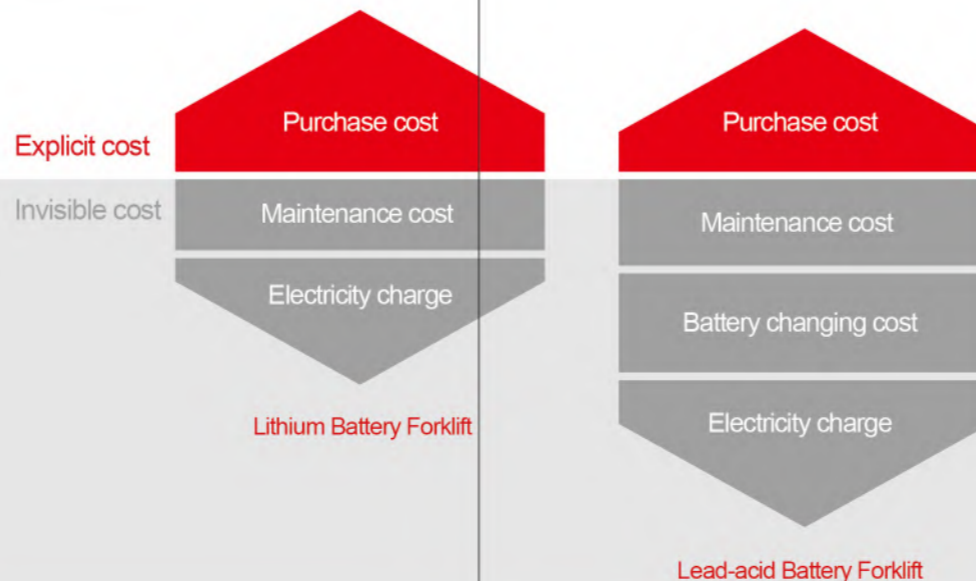 Explicit cost
Invisible cost
Purchase cost
Maintenance cost
Electricity charge
Lithium Battery Forklift
Purchase cost
Maintenance cost
Battery changing cost
Electricity charge
Lead-acid Battery Forklift